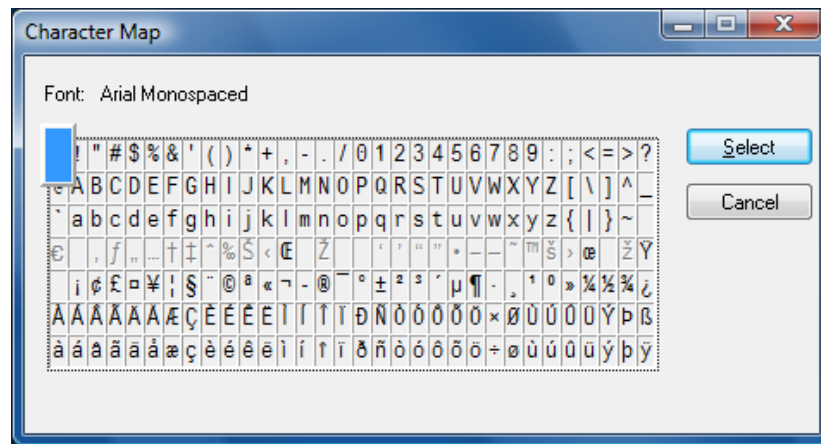 Character Map
Font: Arial Monospaced
! " # $ % & ' ( ) * + , - . / 0 1 2 3 4 5 6 7 8 9 : ; < = > ?
A B C D E F G H I J K L M N O P Q R S T U V W X Y Z [ \ ] ^ _
` a b c d e f g h i j k l m n o p q r s t u v w x y z { | } ~
€ ‚ ƒ „ … † ‡ ˆ ‰ Š ‹ Œ Ž ‘ ’ “ ” • – — ˜ ™ š › œ ž Ÿ
¡ ¢ £ ¤ ¥ ¦ § ¨ © ª « ¬ - ® ¯ ° ± ² ³ ´ µ ¶ · ¸ ¹ º » ¼ ½ ¾ ¿
À Á Â Ã Ä Å Æ Ç È É Ê Ë Ì Í Î Ï Ð Ñ Ò Ó Ô Õ Ö × Ø Ù Ú Û Ü Ý Þ ß
à á â ã ä å æ ç è é ê ë ì í î ï ð ñ ò ó ô õ ö ÷ ø ù ú û ü ý þ ÿ
Select
Cancel